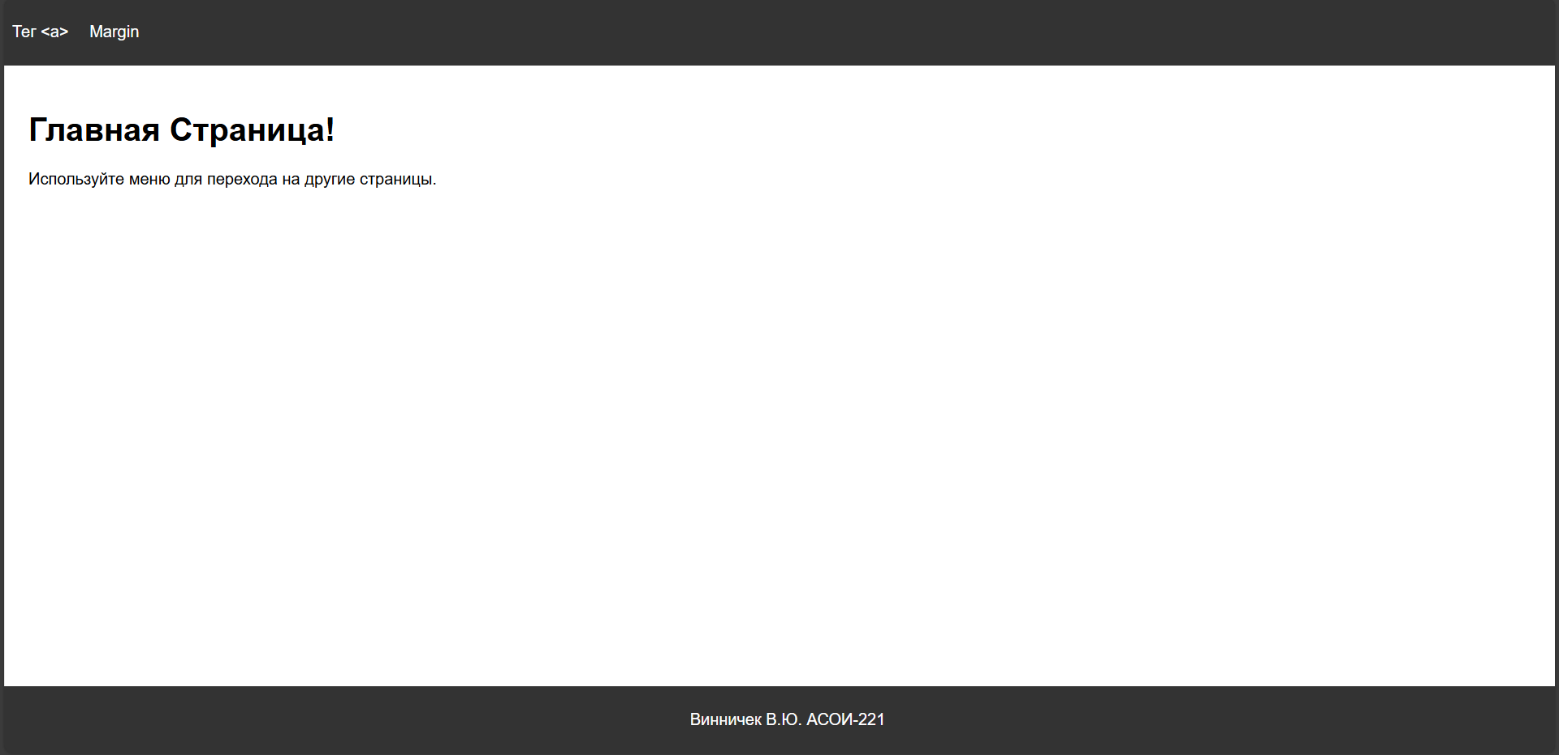 Тег <a> Margin
Главная Страница!
Используйте меню для перехода на другие страницы.
Винничек В.Ю. АСОИ-221